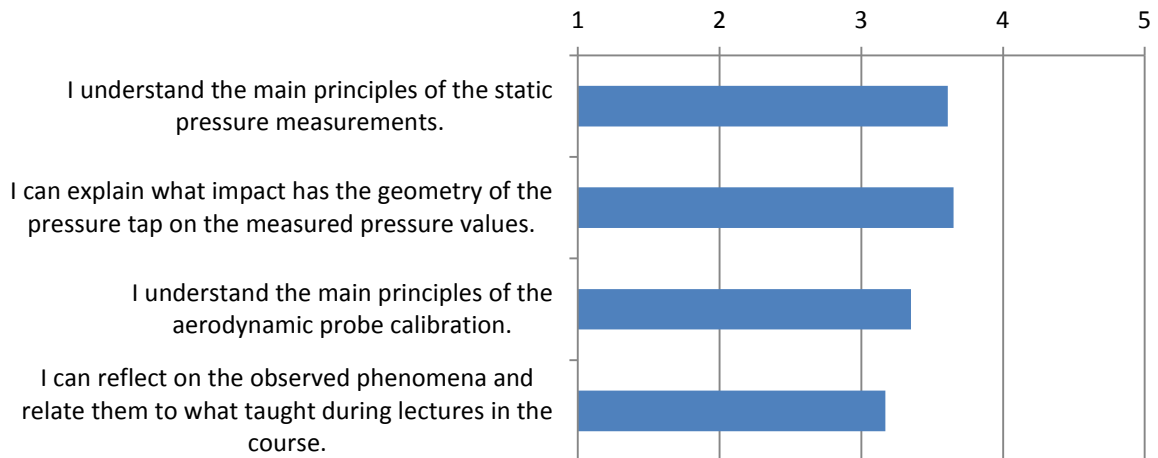 1 2 3 4 5
I understand the main principles of the static
pressure measurements.
I can explain what impact has the geometry of the
pressure tap on the measured pressure values.
I understand the main principles of the
aerodynamic probe calibration.
I can reflect on the observed phenomena and
relate them to what taught during lectures in the
course.